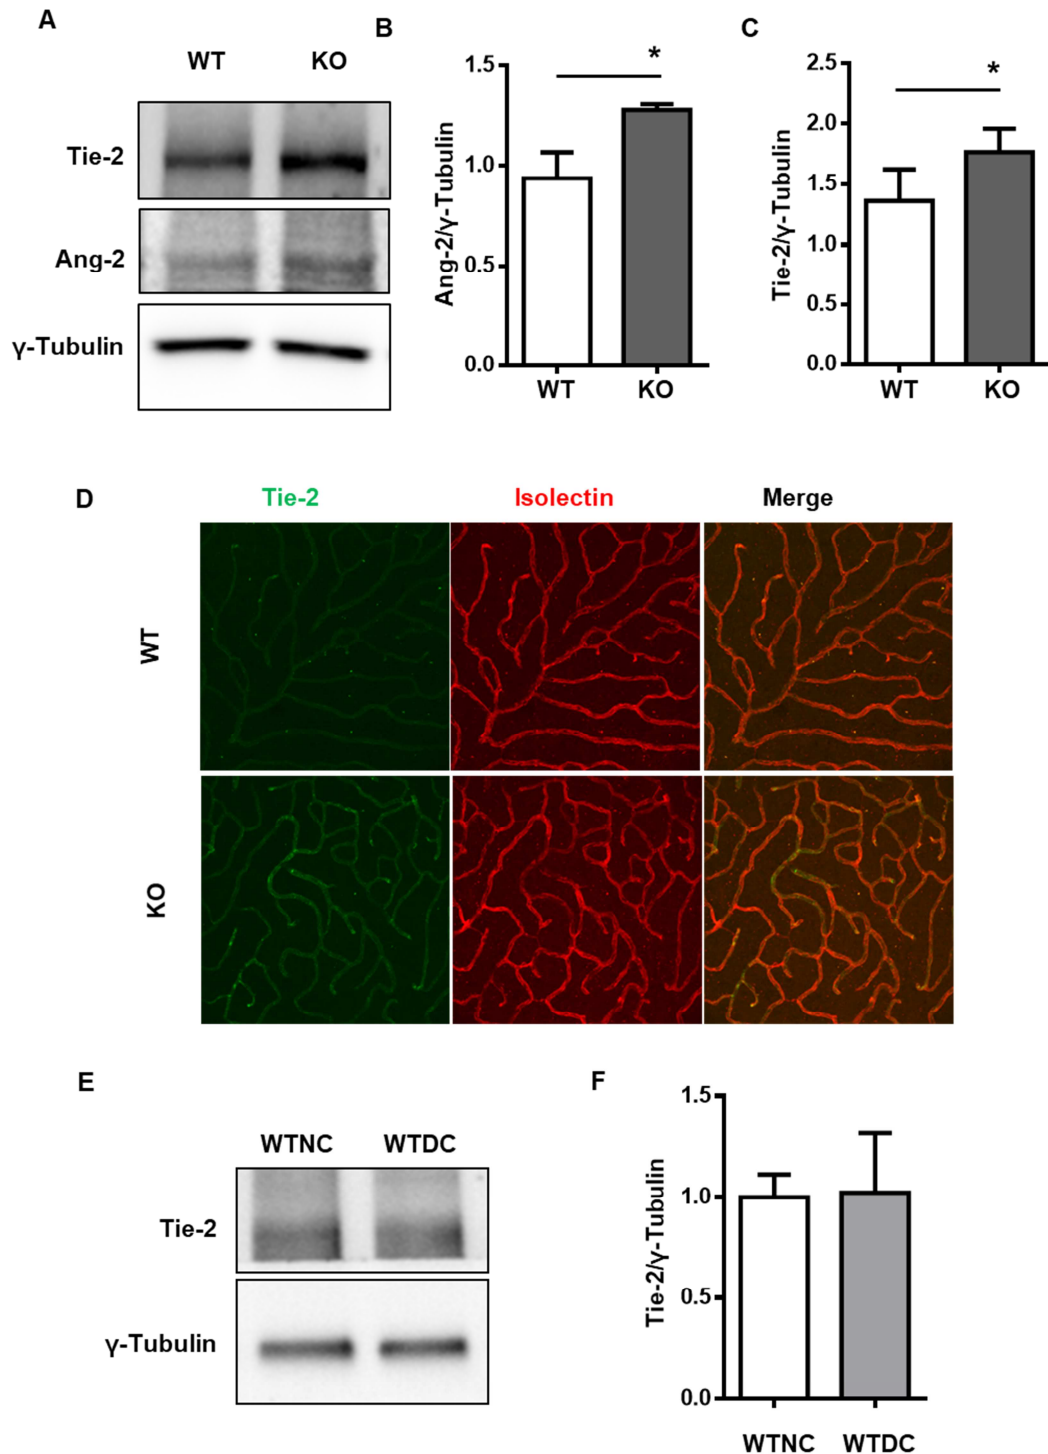 A
WT KO
Tie-2
Ang-2
γ-Tubulin
B
*
Ang-2/γ-Tubulin
1.5
1.0
0.5
0.0
WT KO
C
*
Tie-2/γ-Tubulin
2.5
2.0
1.5
1.0
0.5
0.0
WT KO
D
Tie-2 Isolectin Merge
WT
KO
E
WTNC WTDC
Tie-2
γ-Tubulin
F
Tie-2/γ-Tubulin
1.5
1.0
0.5
0.0
WTNC WTDC